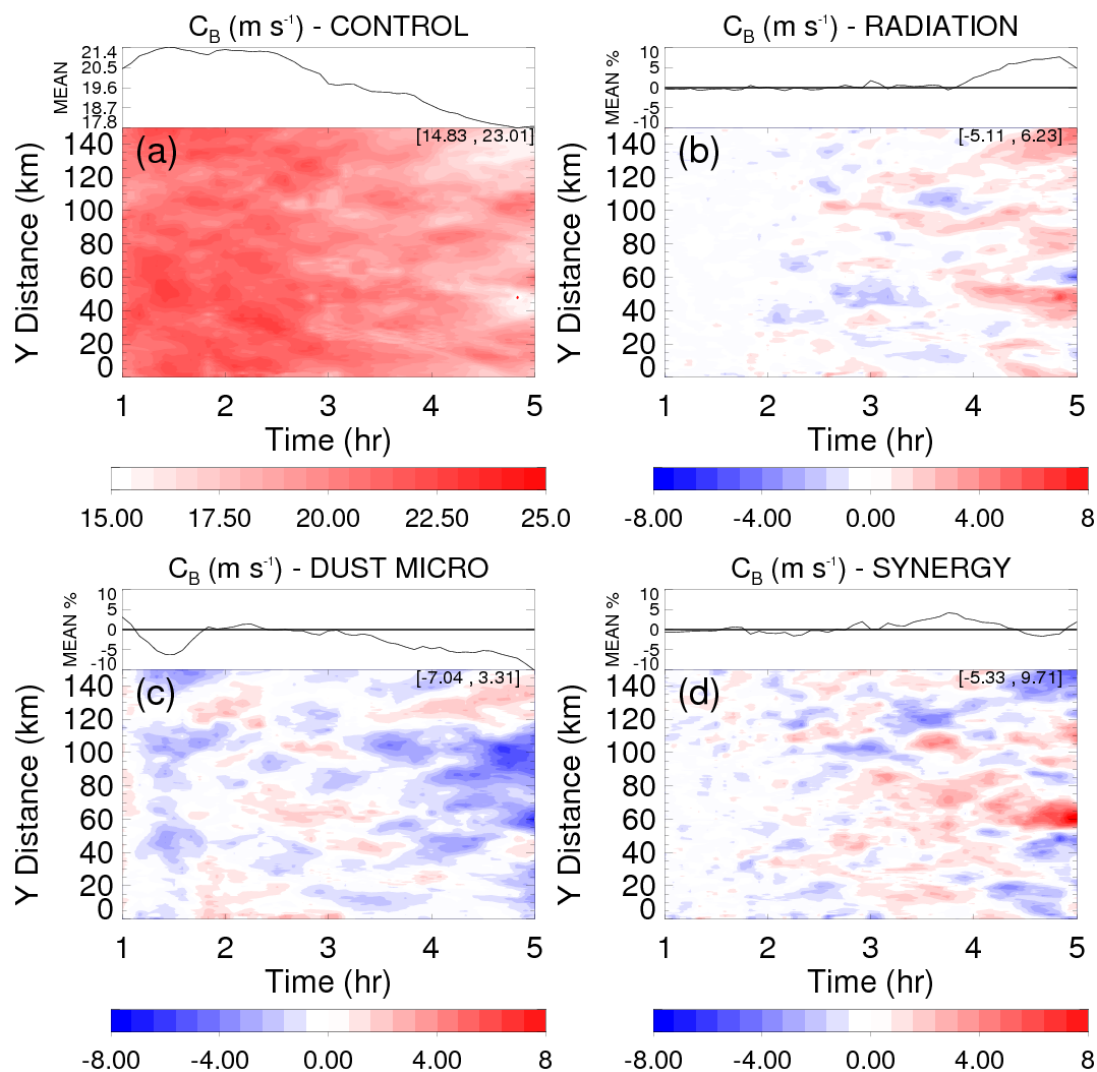 C_B (m s⁻¹) - CONTROL
MEAN
21.4
20.5
19.6
18.7
17.8
[14.83 , 23.01]
(a)
Y Distance (km)
140
120
100
80
60
40
20
0
1 2 3 4 5
Time (hr)
15.00 17.50 20.00 22.50 25.0
C_B (m s⁻¹) - RADIATION
MEAN %
10
5
0
-5
-10
[-5.11 , 6.23]
(b)
Y Distance (km)
140
120
100
80
60
40
20
0
1 2 3 4 5
Time (hr)
-8.00 -4.00 0.00 4.00 8
C_B (m s⁻¹) - DUST MICRO
MEAN %
10
5
0
-5
-10
[-7.04 , 3.31]
(c)
Y Distance (km)
140
120
100
80
60
40
20
0
1 2 3 4 5
Time (hr)
-8.00 -4.00 0.00 4.00 8
C_B (m s⁻¹) - SYNERGY
MEAN %
10
5
0
-5
-10
[-5.33 , 9.71]
(d)
Y Distance (km)
140
120
100
80
60
40
20
0
1 2 3 4 5
Time (hr)
-8.00 -4.00 0.00 4.00 8